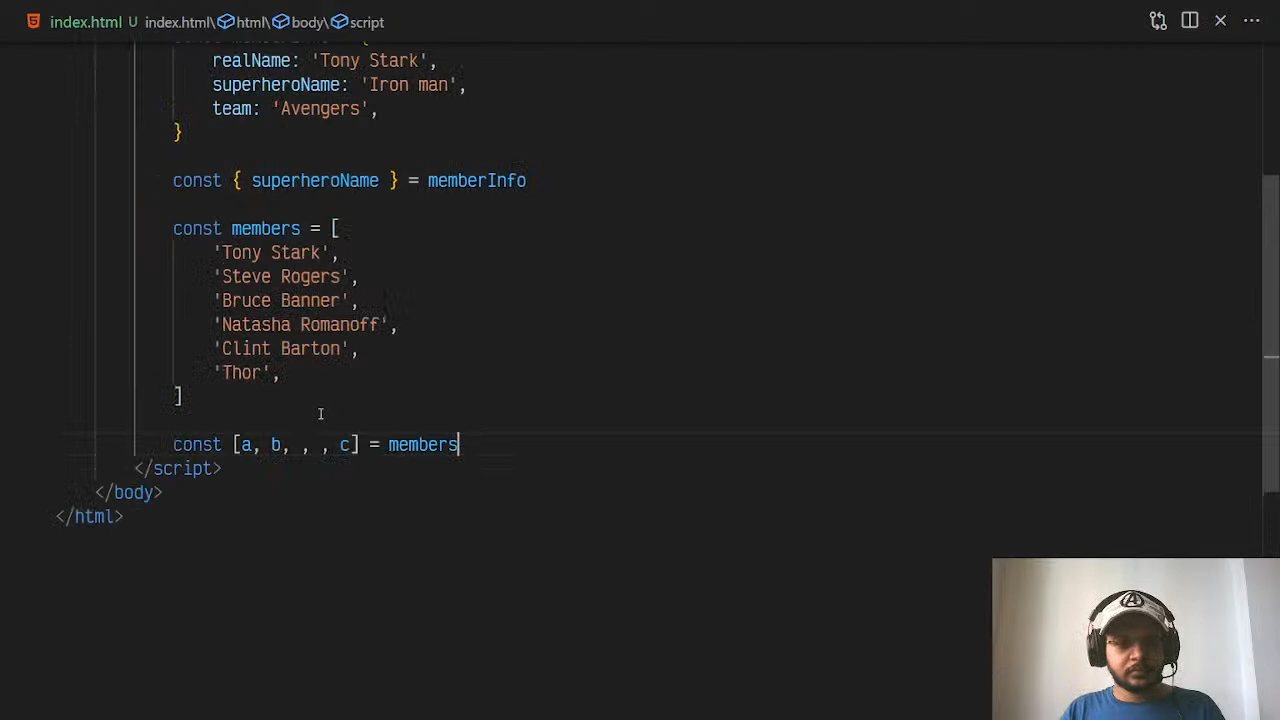 index.html U index.html\html\body\script
realName: 'Tony Stark',
superheroName: 'Iron man',
team: 'Avengers',
}
const { superheroName } = memberInfo
const members = [
'Tony Stark',
'Steve Rogers',
'Bruce Banner',
'Natasha Romanoff',
'Clint Barton',
'Thor',
]
const [a, b, , , c] = members
</script>
</body>
</html>